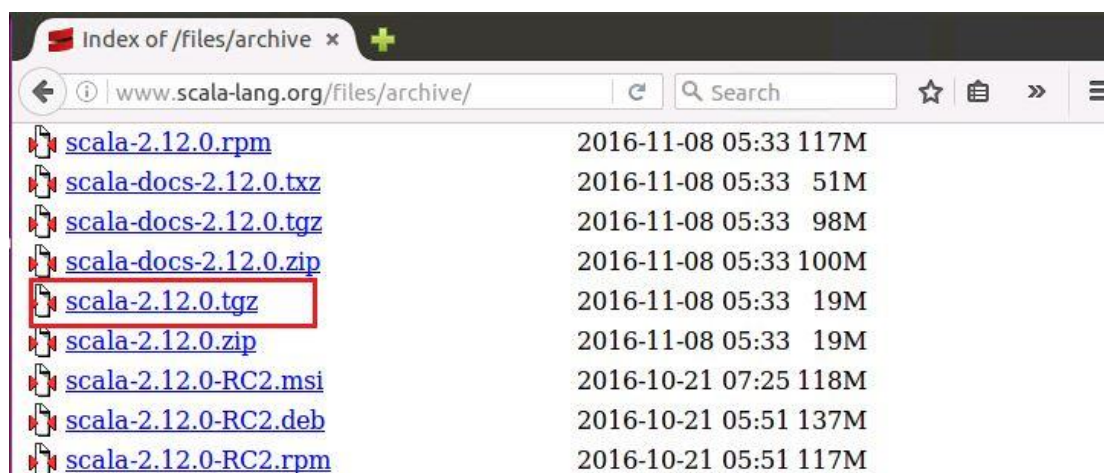 Index of /files/archive
www.scala-lang.org/files/archive/ Search
scala-2.12.0.rpm 2016-11-08 05:33 117M
scala-docs-2.12.0.txz 2016-11-08 05:33 51M
scala-docs-2.12.0.tgz 2016-11-08 05:33 98M
scala-docs-2.12.0.zip 2016-11-08 05:33 100M
scala-2.12.0.tgz 2016-11-08 05:33 19M
scala-2.12.0.zip 2016-11-08 05:33 19M
scala-2.12.0-RC2.msi 2016-10-21 07:25 118M
scala-2.12.0-RC2.deb 2016-10-21 05:51 137M
scala-2.12.0-RC2.rpm 2016-10-21 05:51 117M